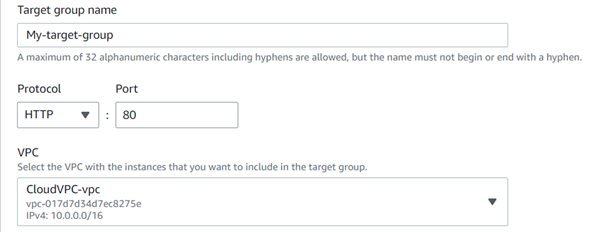 Target group name
My-target-group
A maximum of 32 alphanumeric characters including hyphens are allowed, but the name must not begin or end with a hyphen.
Protocol Port
HTTP : 80
VPC
Select the VPC with the instances that you want to include in the target group.
CloudVPC-vpc
vpc-017d7d34d7ec8275e
IPv4: 10.0.0.0/16